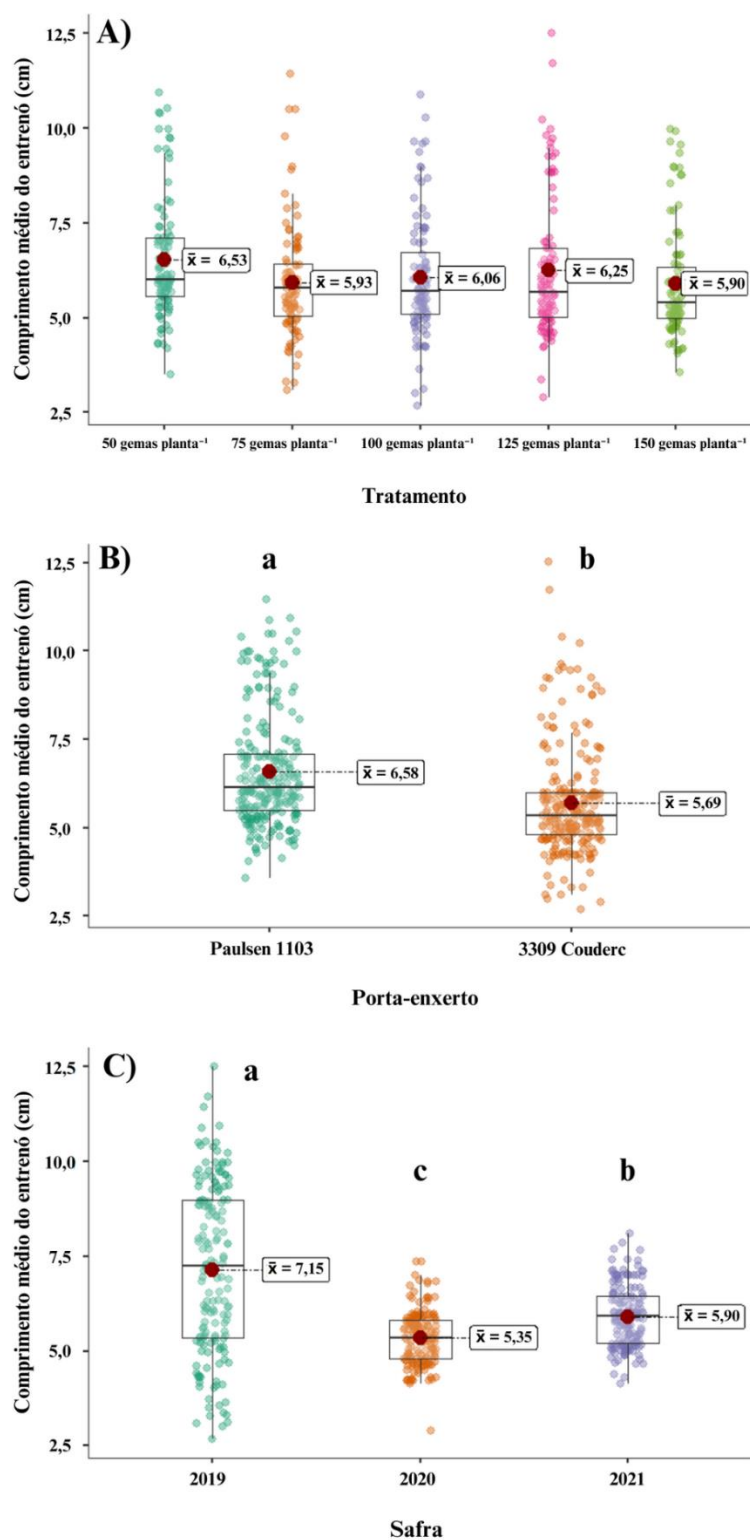 A)
Comprimento médio do entrenó (cm)
12,5
10,0
7,5
5,0
2,5
x̄ = 6,53
x̄ = 5,93
x̄ = 6,06
x̄ = 6,25
x̄ = 5,90
50 gemas planta⁻¹
75 gemas planta⁻¹
100 gemas planta⁻¹
125 gemas planta⁻¹
150 gemas planta⁻¹
Tratamento
B)
a
b
Comprimento médio do entrenó (cm)
12,5
10,0
7,5
5,0
2,5
x̄ = 6,58
x̄ = 5,69
Paulsen 1103
3309 Couderc
Porta-enxerto
C)
a
c
b
Comprimento médio do entrenó (cm)
12,5
10,0
7,5
5,0
2,5
x̄ = 7,15
x̄ = 5,35
x̄ = 5,90
2019
2020
2021
Safra